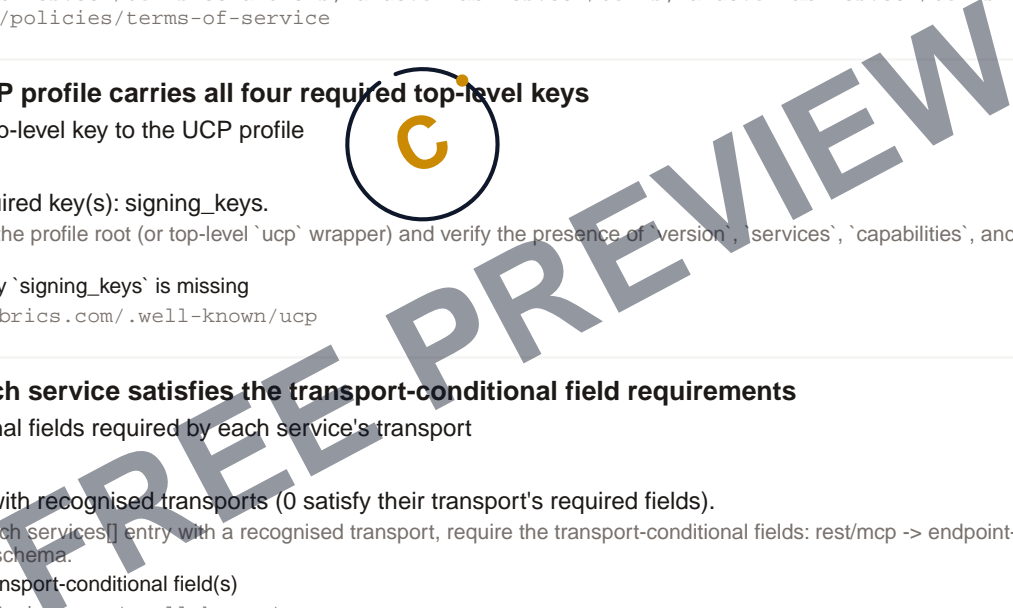 /policies/terms-of-service
P profile carries all four required top-level keys
C
o-level key to the UCP profile
uired key(s): signing_keys.
the profile root (or top-level `ucp` wrapper) and verify the presence of `version`, `services`, `capabilities`, and
y `signing_keys` is missing
brics.com/.well-known/ucp
FREE PREVIEW
ch service satisfies the transport-conditional field requirements
nal fields required by each service's transport
with recognised transports (0 satisfy their transport's required fields).
ch services[] entry with a recognised transport, require the transport-conditional fields: rest/mcp -> endpoint-
schema.
nsport-conditional field(s)